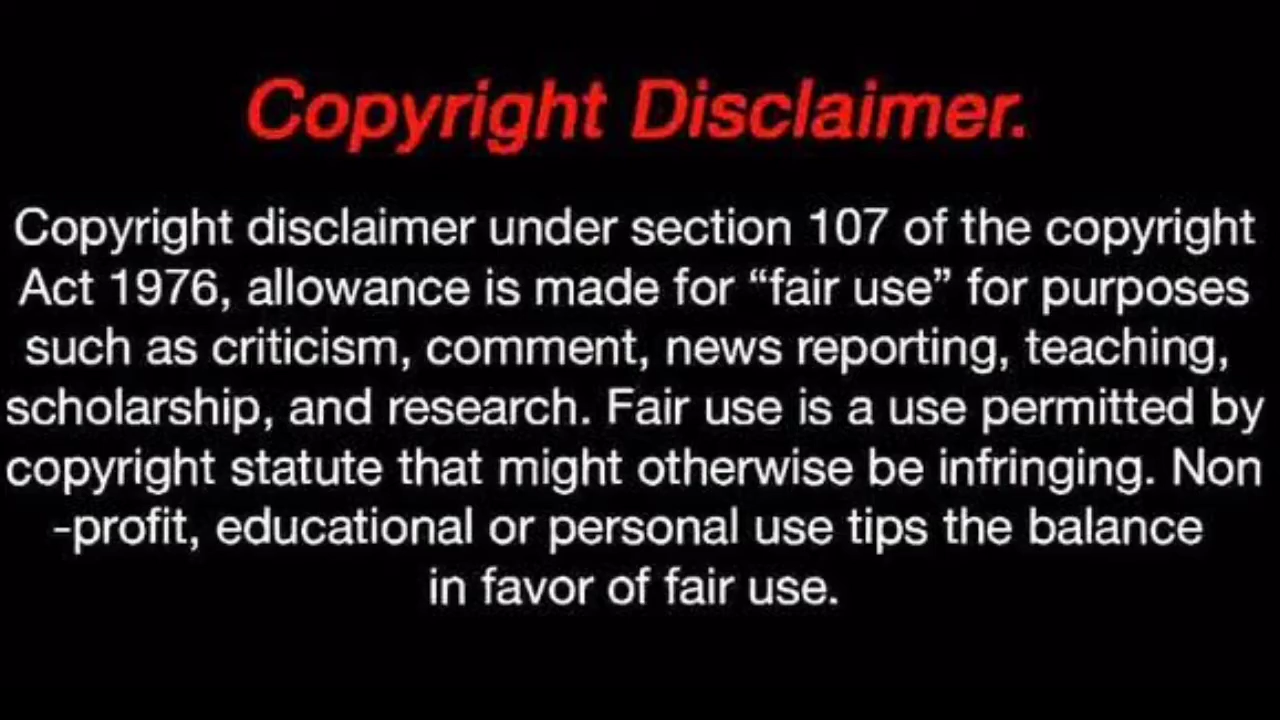 Copyright Disclaimer.
Copyright disclaimer under section 107 of the copyright
Act 1976, allowance is made for “fair use” for purposes
such as criticism, comment, news reporting, teaching,
scholarship, and research. Fair use is a use permitted by
copyright statute that might otherwise be infringing. Non
-profit, educational or personal use tips the balance
in favor of fair use.